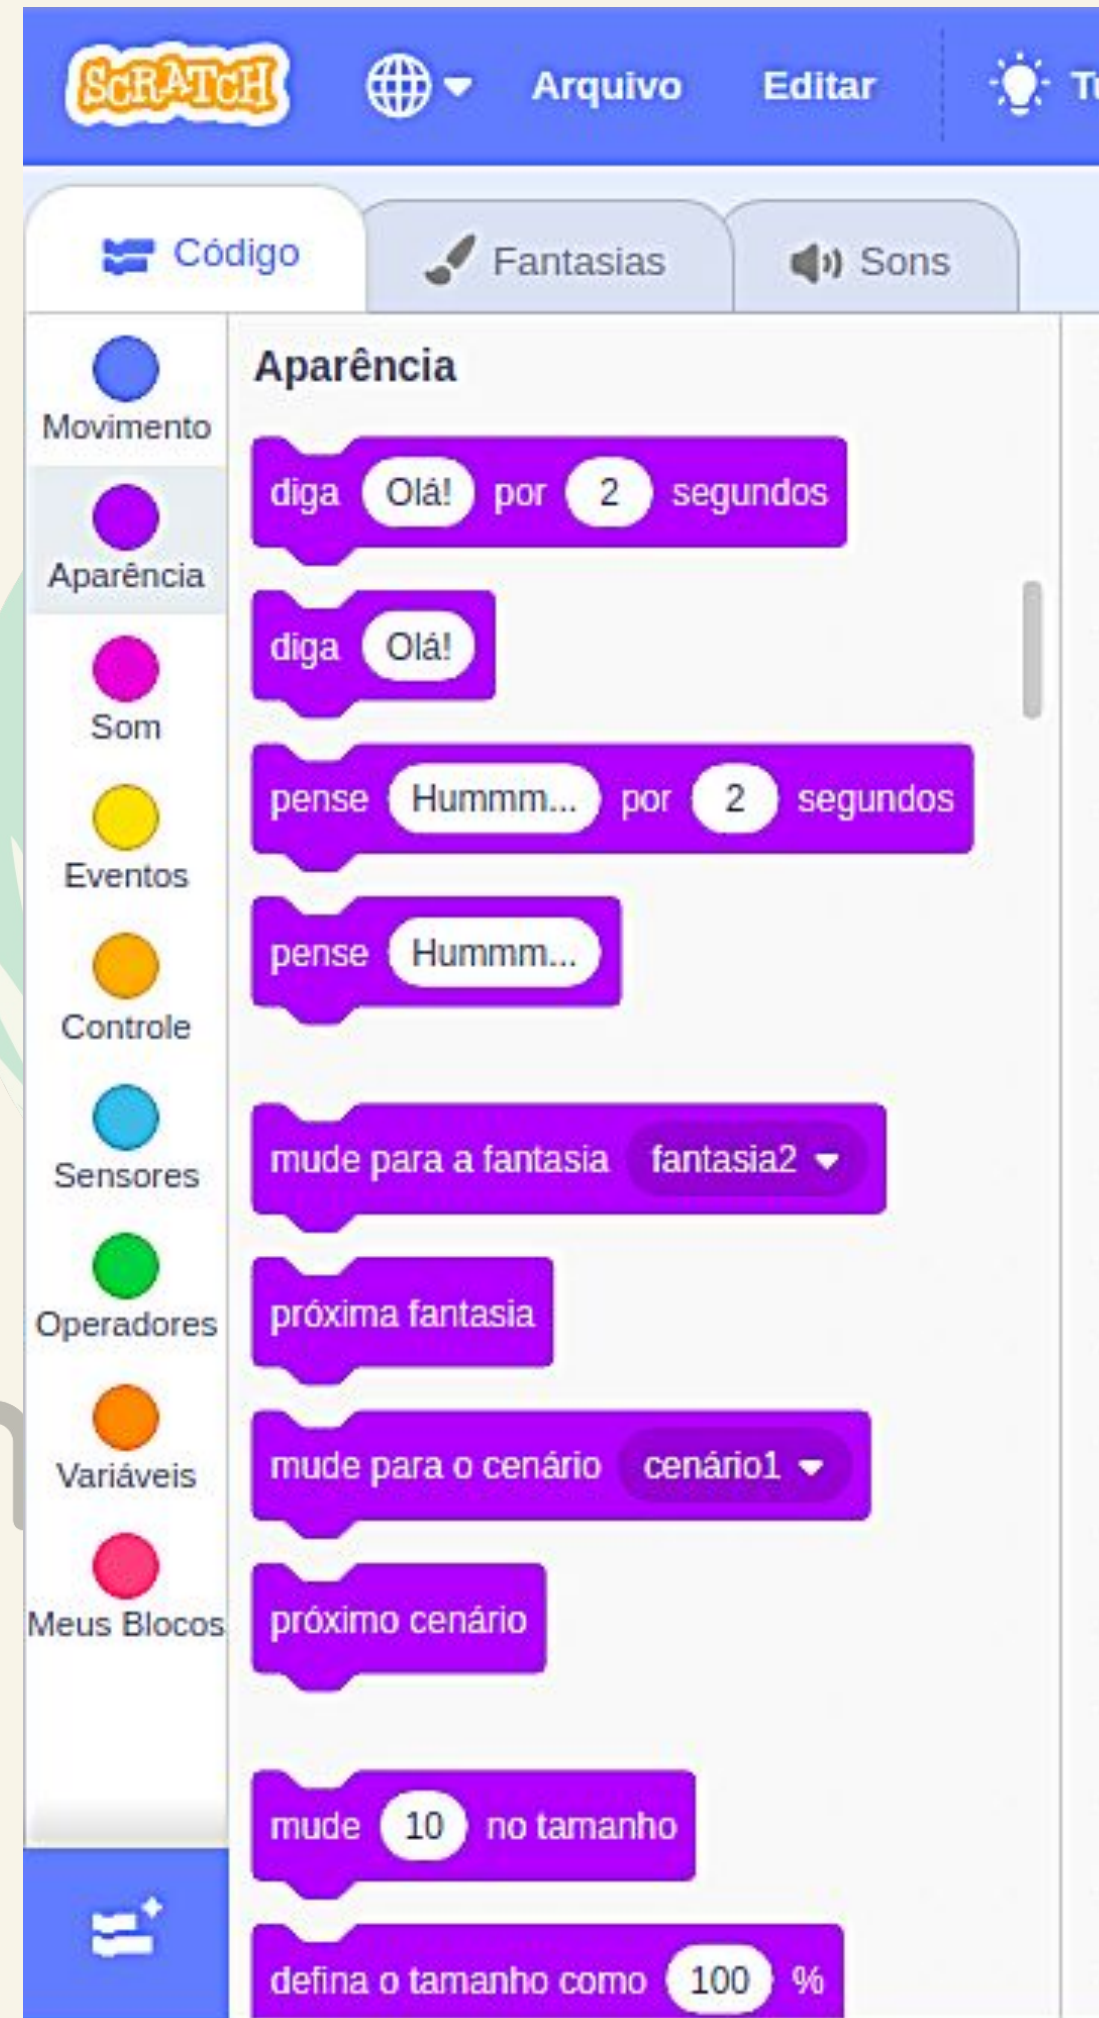 SCRATCH Arquivo Editar Tu
Código Fantasias Sons
Movimento
Aparência
Som
Eventos
Controle
Sensores
Operadores
Variáveis
Meus Blocos
Aparência
diga Olá! por 2 segundos
diga Olá!
pense Hummm... por 2 segundos
pense Hummm...
mude para a fantasia fantasia2
próxima fantasia
mude para o cenário cenário1
próximo cenário
mude 10 no tamanho
defina o tamanho como 100 %